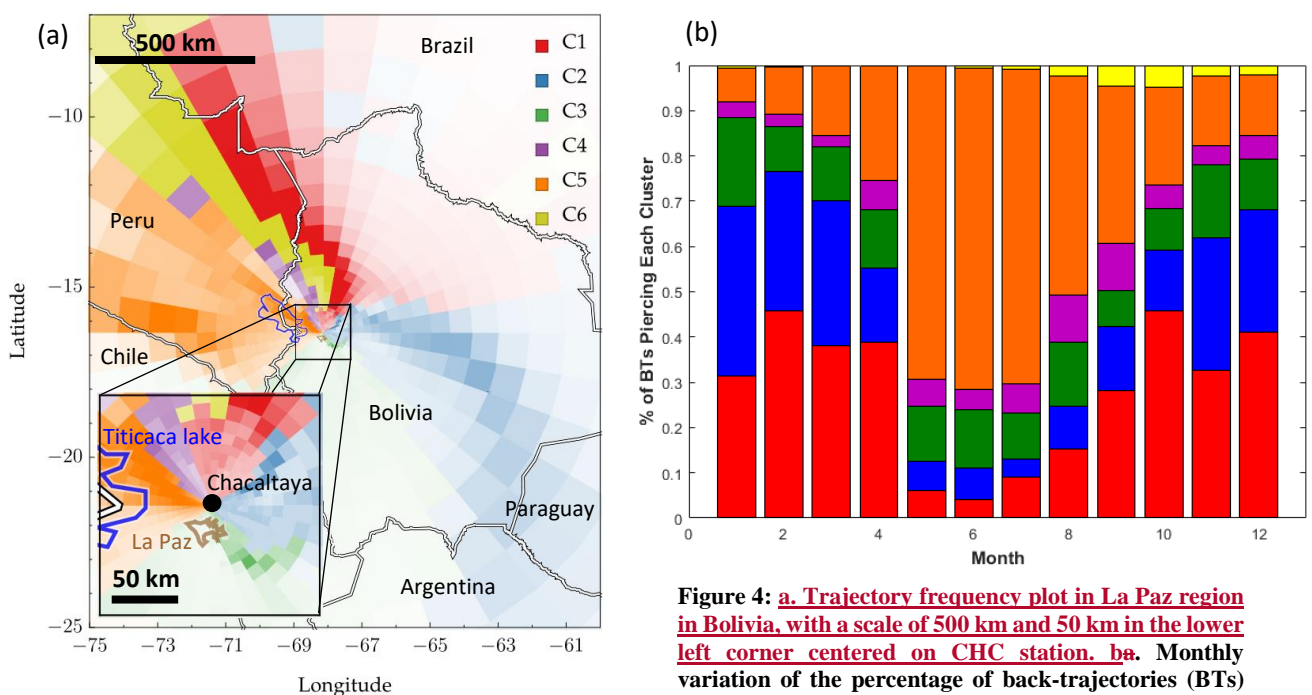 (a)
500 km
Brazil
C1
C2
C3
C4
C5
C6
Peru
Chile
Bolivia
Titicaca lake
Chacaltaya
La Paz
50 km
Paraguay
Argentina
Latitude
−10
−15
−20
−25
−75 −73 −71 −69 −67 −65 −63 −61
Longitude
(b)
% of BTs Piercing Each Cluster
1
0.9
0.8
0.7
0.6
0.5
0.4
0.3
0.2
0.1
0
0 2 4 6 8 10 12
Month
Figure 4: a. Trajectory frequency plot in La Paz region
in Bolivia, with a scale of 500 km and 50 km in the lower
left corner centered on CHC station. ba. Monthly
variation of the percentage of back-trajectories (BTs)